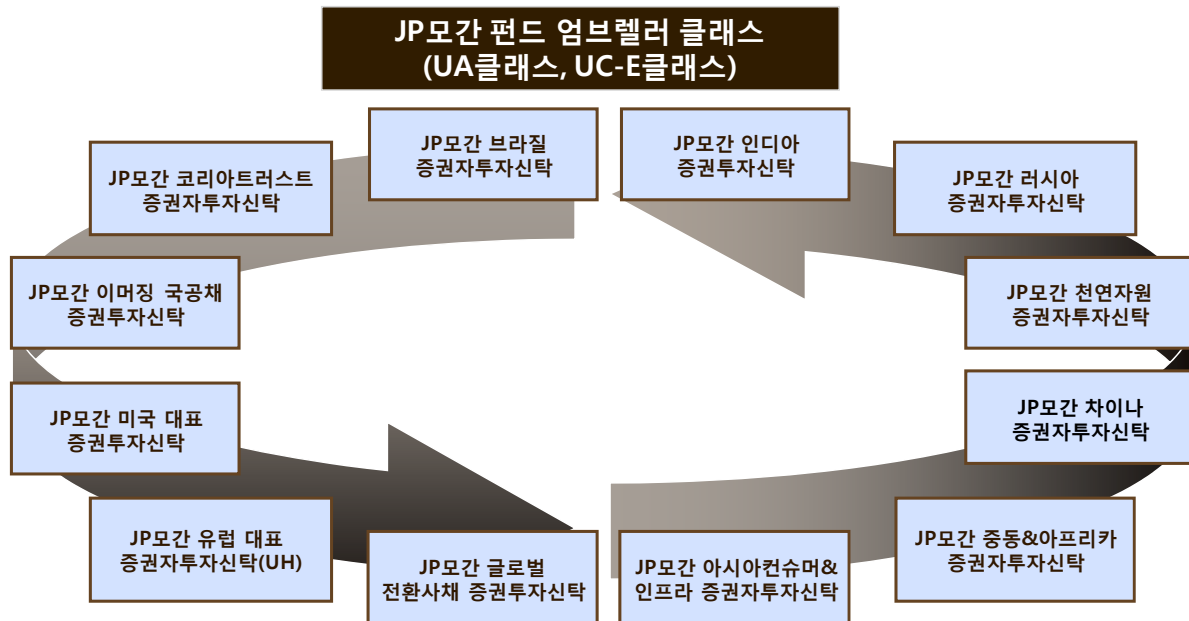 JP모간 펀드 엄브렐러 클래스
(UA클래스, UC-E클래스)
JP모간 브라질
증권자투자신탁
JP모간 인디아
증권자투자신탁
JP모간 코리아트러스트
증권자투자신탁
JP모간 러시아
증권자투자신탁
JP모간 이머징 국공채
증권투자신탁
JP모간 천연자원
증권자투자신탁
JP모간 미국 대표
증권투자신탁
JP모간 차이나
증권자투자신탁
JP모간 유럽 대표
증권자투자신탁(UH)
JP모간 글로벌
전환사채 증권투자신탁
JP모간 아시아컨슈머&
인프라 증권자투자신탁
JP모간 중동&아프리카
증권자투자신탁